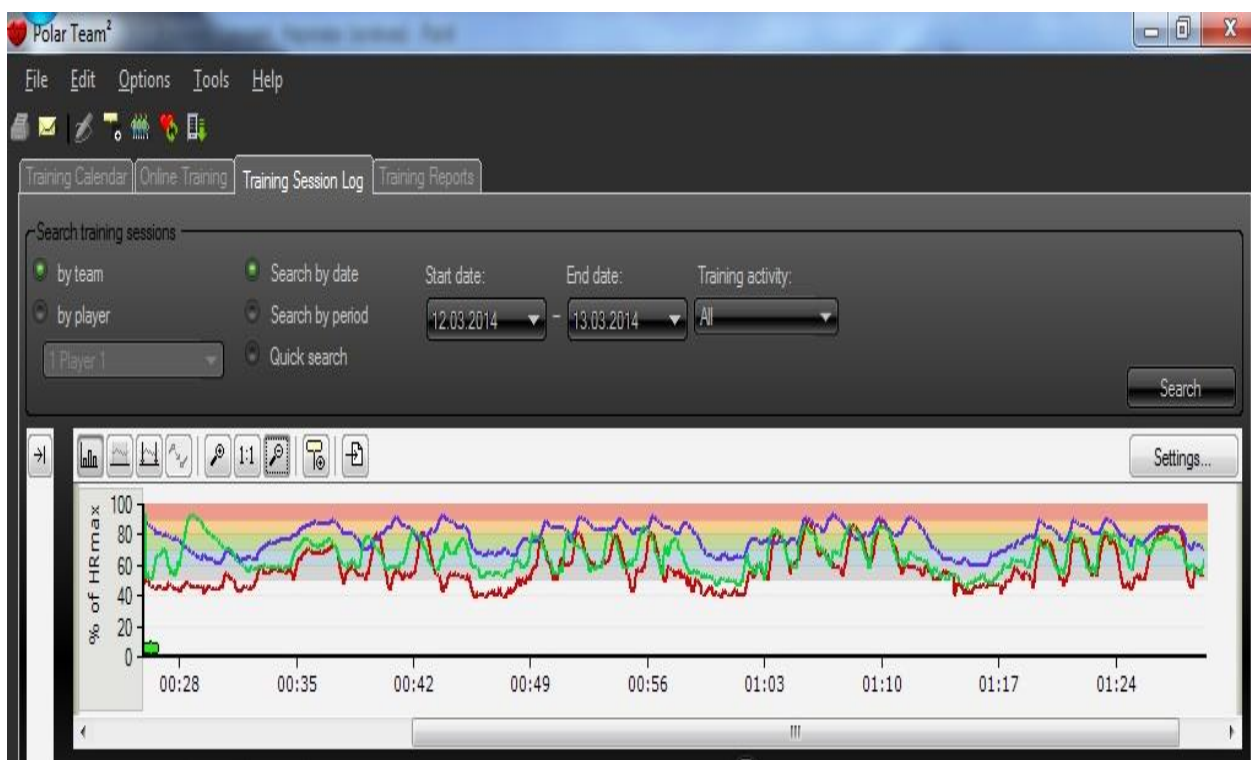 Polar Team²
File Edit Options Tools Help
Training Calendar Online Training Training Session Log Training Reports
Search training sessions
by team Search by date Start date: End date: Training activity:
by player Search by period 12.03.2014 - 13.03.2014 All
1 Player 1 Quick search
Search
1:1 Settings...
% of HRmax
100
80
60
40
20
0
00:28 00:35 00:42 00:49 00:56 01:03 01:10 01:17 01:24